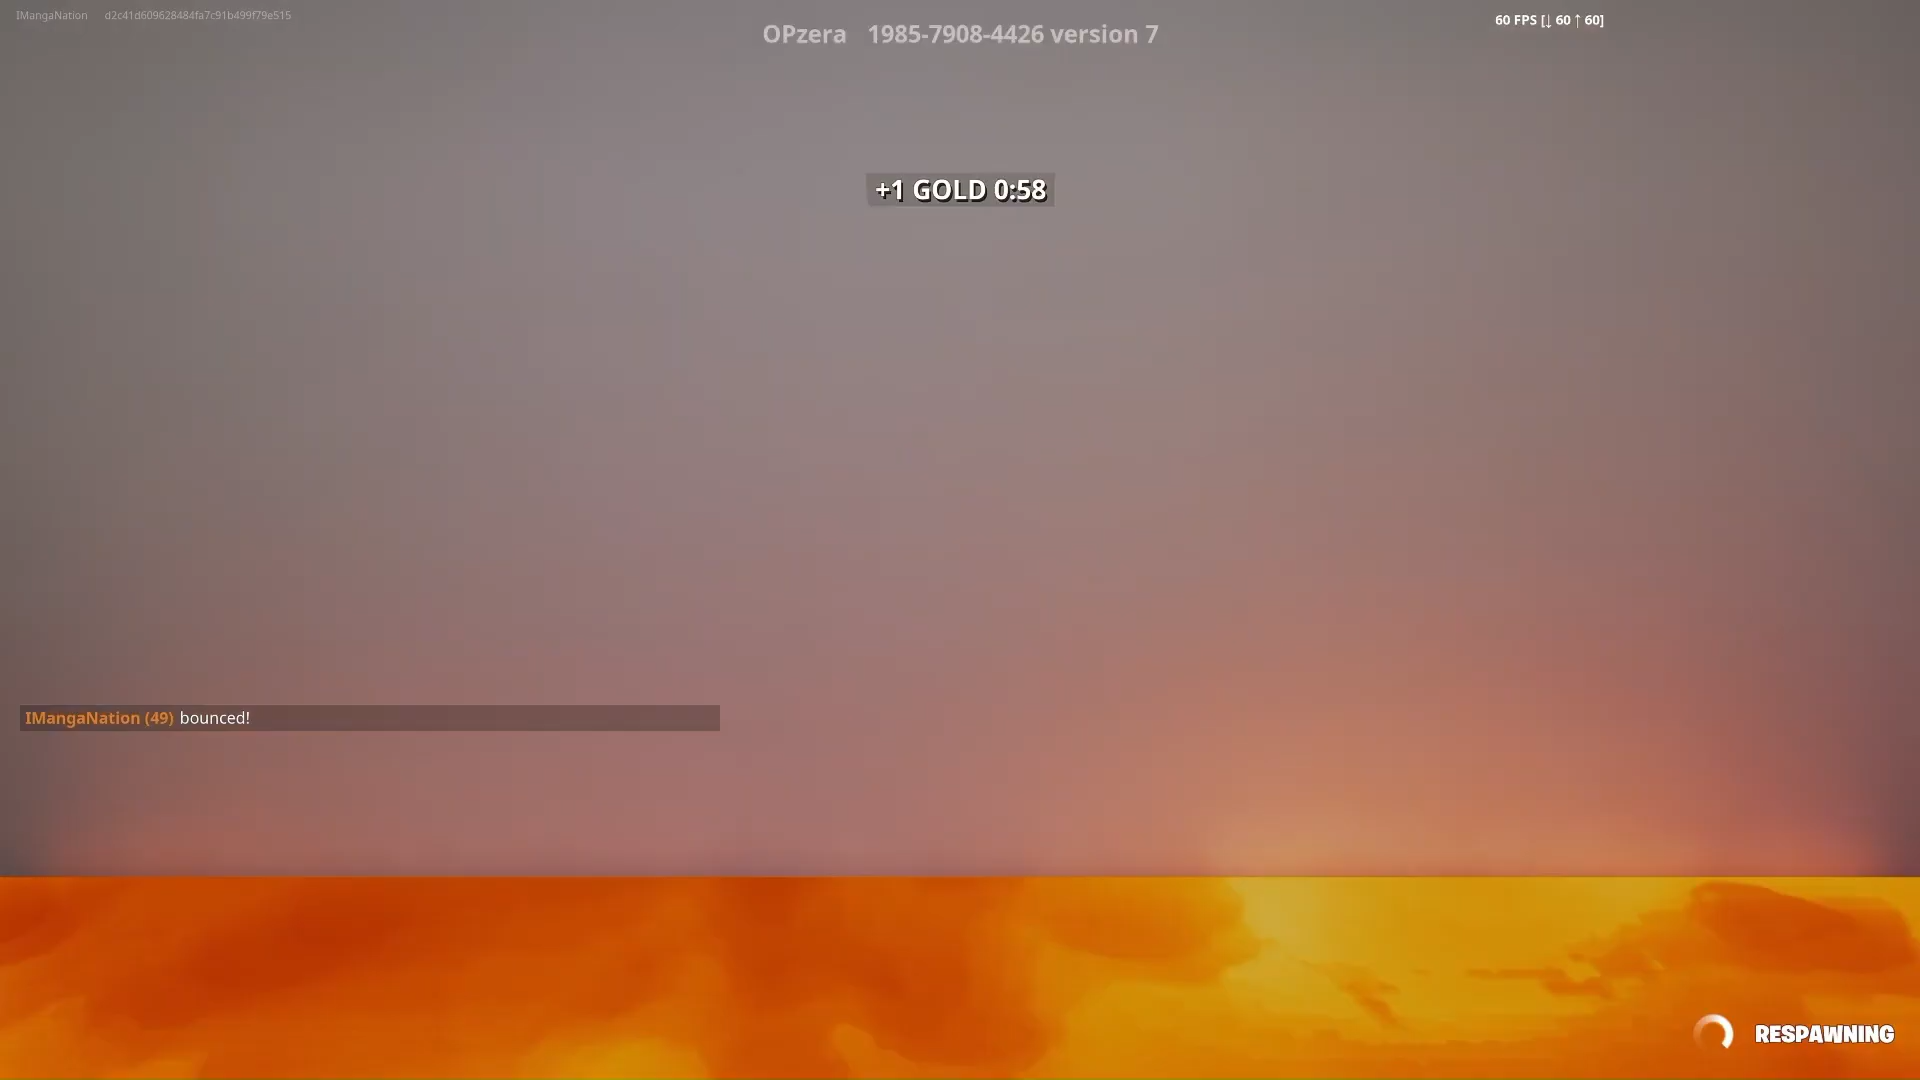 IMangaNation d2c41d609628484fa7c91b499f79e515
OPzera 1985-7908-4426 version 7
60 FPS [↓ 60 ↑ 60]
+1 GOLD 0:58
IMangaNation (49) bounced!
RESPAWNING